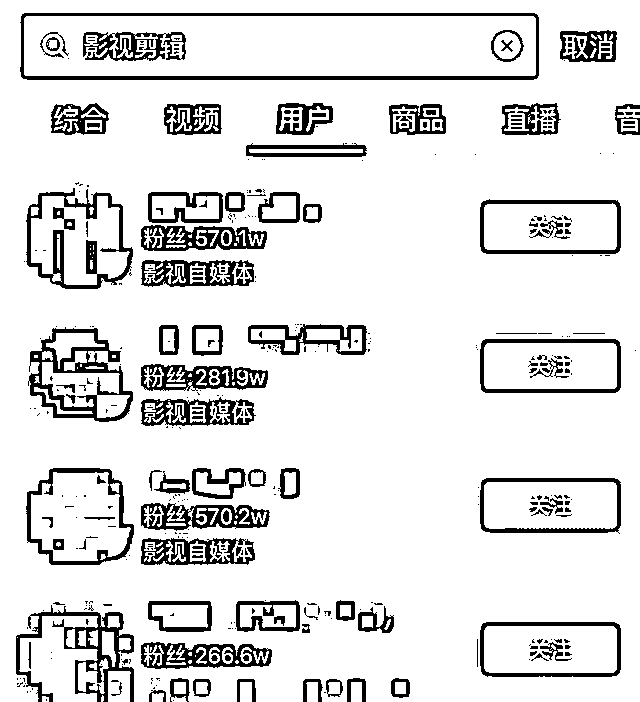 影视剪辑 取消
综合 视频 用户 商品 直播 音
粉丝:570.1w 关注
影视自媒体
粉丝:281.9w 关注
影视自媒体
粉丝:570.2w 关注
影视自媒体
粉丝:266.6w 关注